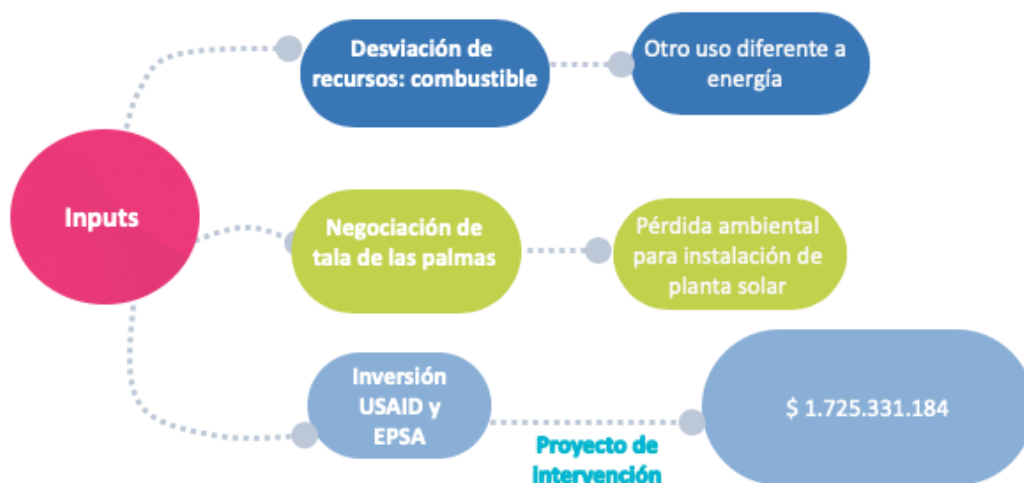 Desviación de
recursos: combustible
Otro uso diferente a
energía
Inputs
Negociación de
tala de las palmas
Pérdida ambiental
para instalación de
planta solar
Inversión
USAID y
EPSA
Proyecto de
intervención
$ 1.725.331.184